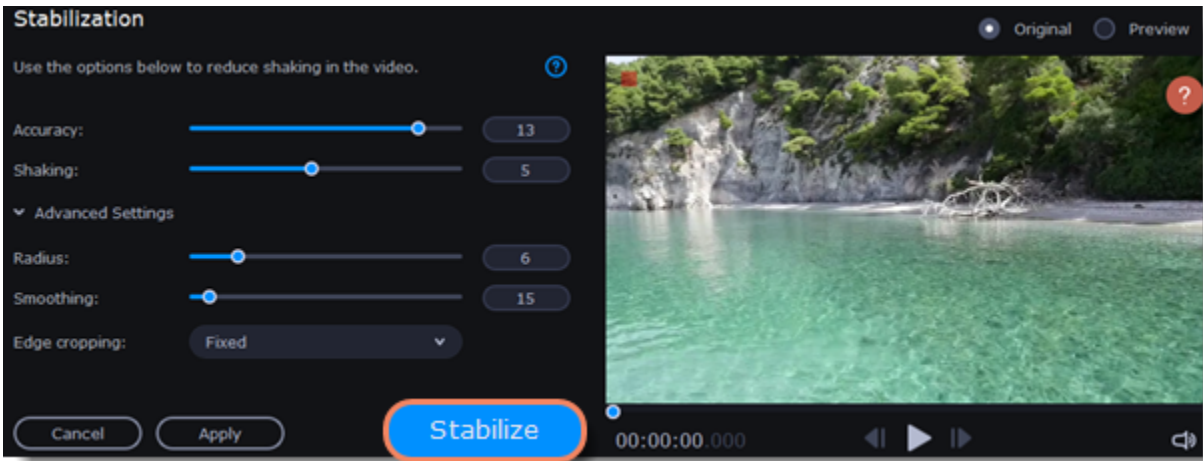 Stabilization
Original
Preview
Use the options below to reduce shaking in the video.
?
?
Accuracy:
13
Shaking:
5
Advanced Settings
Radius:
6
Smoothing:
15
Edge cropping:
Fixed
Cancel
Apply
Stabilize
00:00:00.000